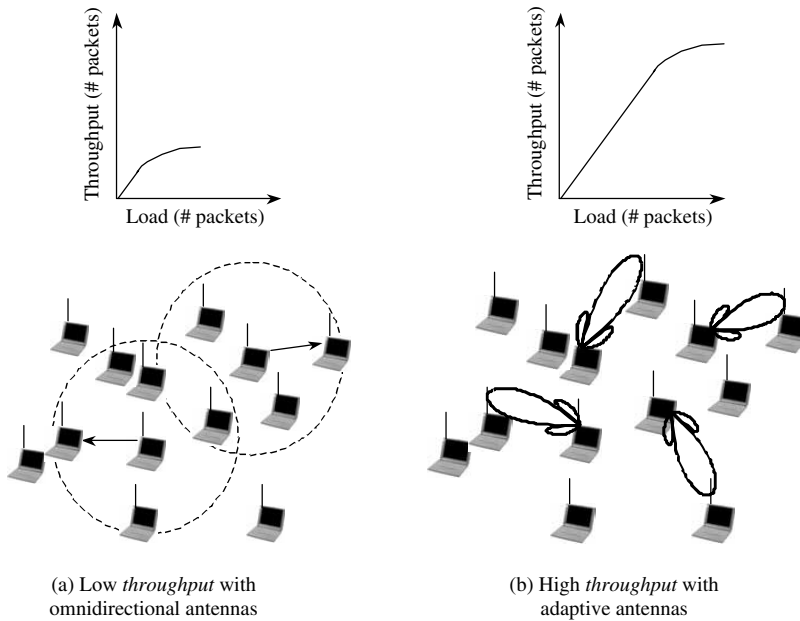 Throughput (# packets)
Load (# packets)
Throughput (# packets)
Load (# packets)
(a) Low throughput with
omnidirectional antennas
(b) High throughput with
adaptive antennas